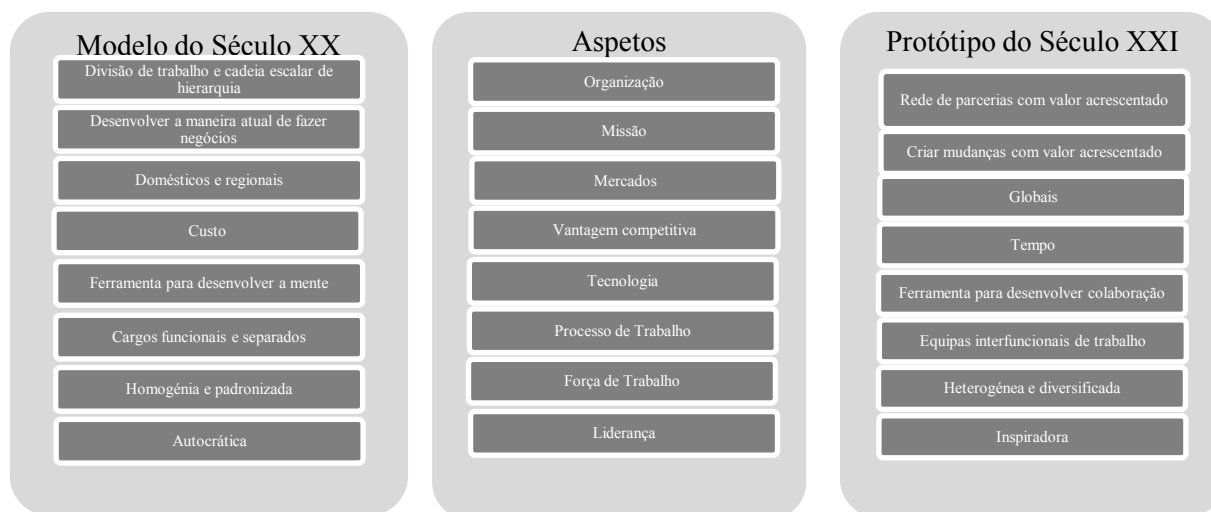 Modelo do Século XX
Divisão de trabalho e cadeia escalar de
hierarquia
Desenvolver a maneira atual de fazer
negócios
Domésticos e regionais
Custo
Ferramenta para desenvolver a mente
Cargos funcionais e separados
Homogénia e padronizada
Autocrática
Aspetos
Organização
Missão
Mercados
Vantagem competitiva
Tecnologia
Processo de Trabalho
Força de Trabalho
Liderança
Protótipo do Século XXI
Rede de parcerias com valor acrescentado
Criar mudanças com valor acrescentado
Globais
Tempo
Ferramenta para desenvolver colaboração
Equipas interfuncionais de trabalho
Heterogénea e diversificada
Inspiradora